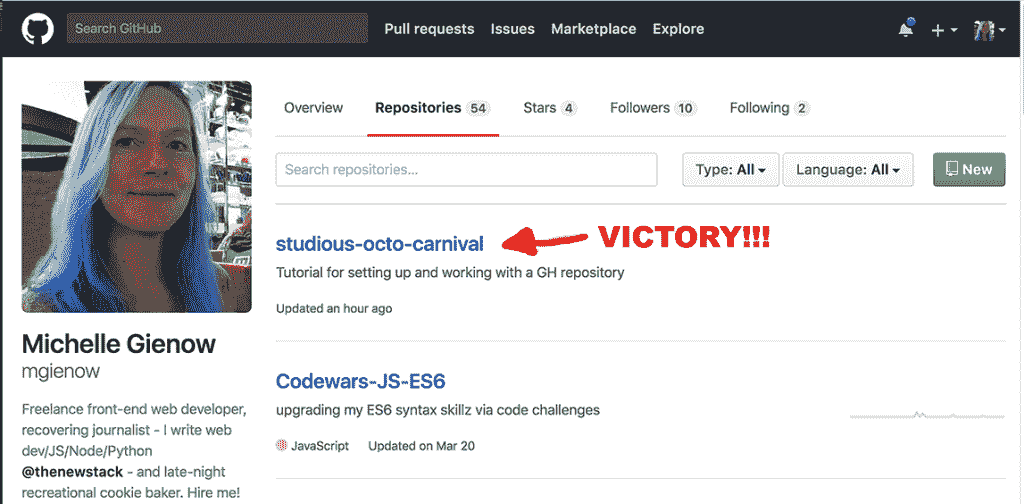 Search GitHub Pull requests Issues Marketplace Explore
Overview Repositories 54 Stars 4 Followers 10 Following 2
Search repositories... Type: All Language: All New
studious-octo-carnival VICTORY!!!
Tutorial for setting up and working with a GH repository
Updated an hour ago
Michelle Gienow
mgienow
Freelance front-end web developer,
recovering journalist - I write web
dev/JS/Node/Python
@thenewstack - and late-night
recreational cookie baker. Hire me!
Codewars-JS-ES6
upgrading my ES6 syntax skillz via code challenges
JavaScript Updated on Mar 20